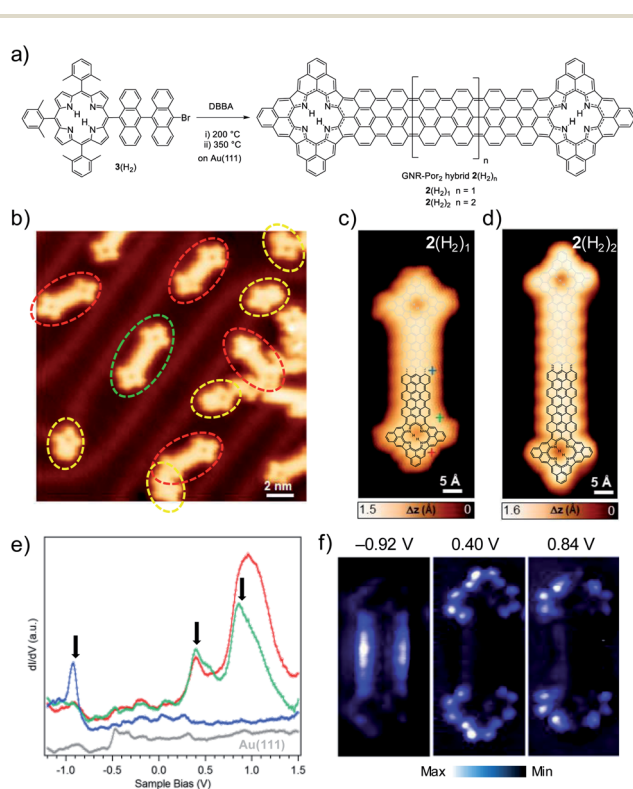 a)
Br
N
N
H
H
N
N
3(H₂)
DBBA
i) 200 °C
ii) 350 °C
on Au(111)
N
N
H
H
N
N
n
N
N
H
H
N
N
GNR-Por₂ hybrid 2(H₂)ₙ
2(H₂)₁ n = 1
2(H₂)₂ n = 2
b)
2 nm
c)
2(H₂)₁
5 Å
1.5 Δz (Å) 0
d)
2(H₂)₂
5 Å
1.6 Δz (Å) 0
e)
dI/dV (a.u.)
Au(111)
-1.0 -0.5 0.0 0.5 1.0 1.5
Sample Bias (V)
f)
–0.92 V 0.40 V 0.84 V
Max Min